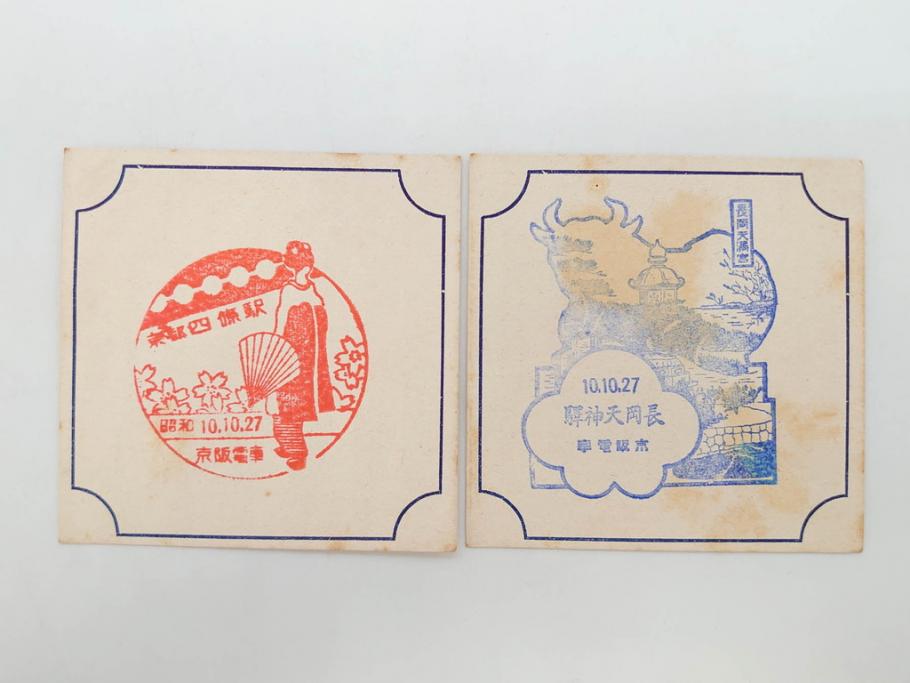 京都四條駅
昭和 10.10.27
京阪電車
長岡天満宮
10.10.27
驛神天岡長
車電阪京